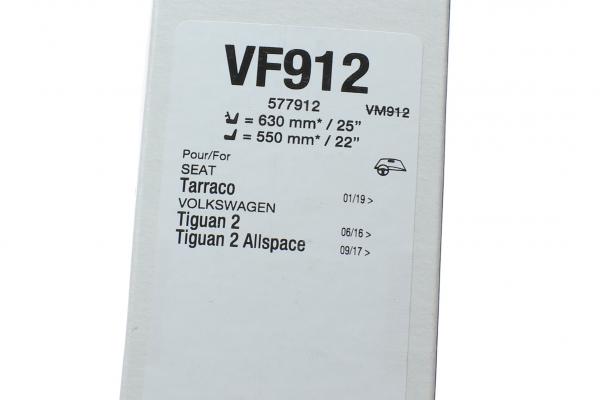 VF912
577912 VM912
= 630 mm* / 25”
= 550 mm* / 22”
Pour/For
SEAT
Tarraco 01/19 >
VOLKSWAGEN
Tiguan 2 06/16 >
Tiguan 2 Allspace 09/17 >